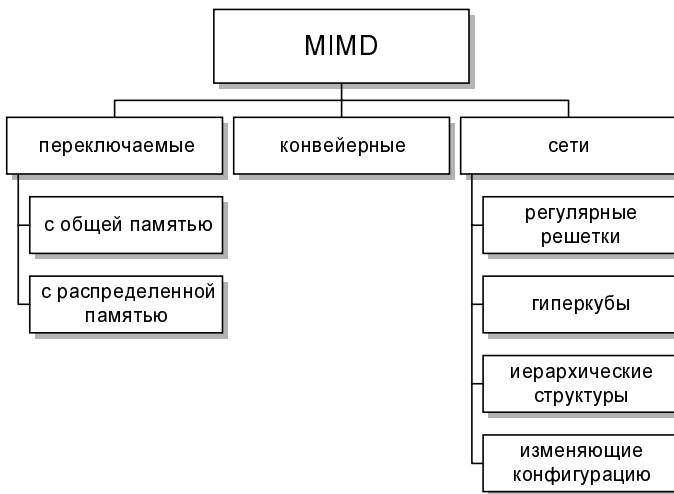 MIMD
переключаемые
конвейерные
сети
с общей памятью
с распределенной
памятью
регулярные
решетки
гиперкубы
иерархические
структуры
изменяющие
конфигурацию